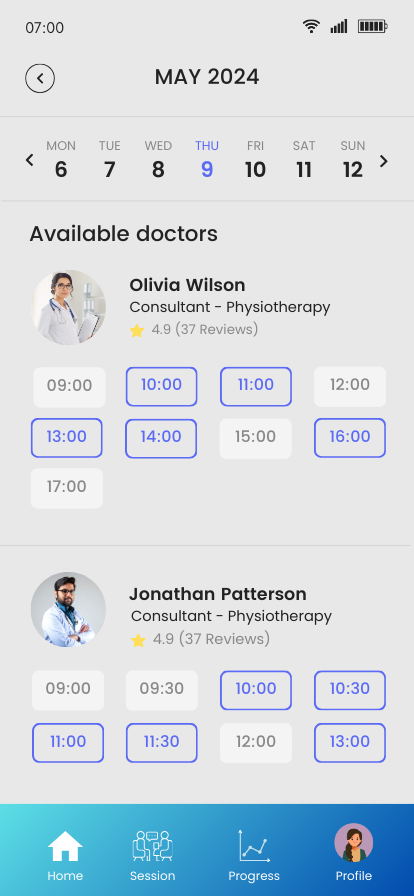 07:00
MAY 2024
MON TUE WED THU FRI SAT SUN
6 7 8 9 10 11 12
Available doctors
Olivia Wilson
Consultant - Physiotherapy
4.9 (37 Reviews)
09:00 10:00 11:00 12:00
13:00 14:00 15:00 16:00
17:00
Jonathan Patterson
Consultant - Physiotherapy
4.9 (37 Reviews)
09:00 09:30 10:00 10:30
11:00 11:30 12:00 13:00
Home Session Progress Profile